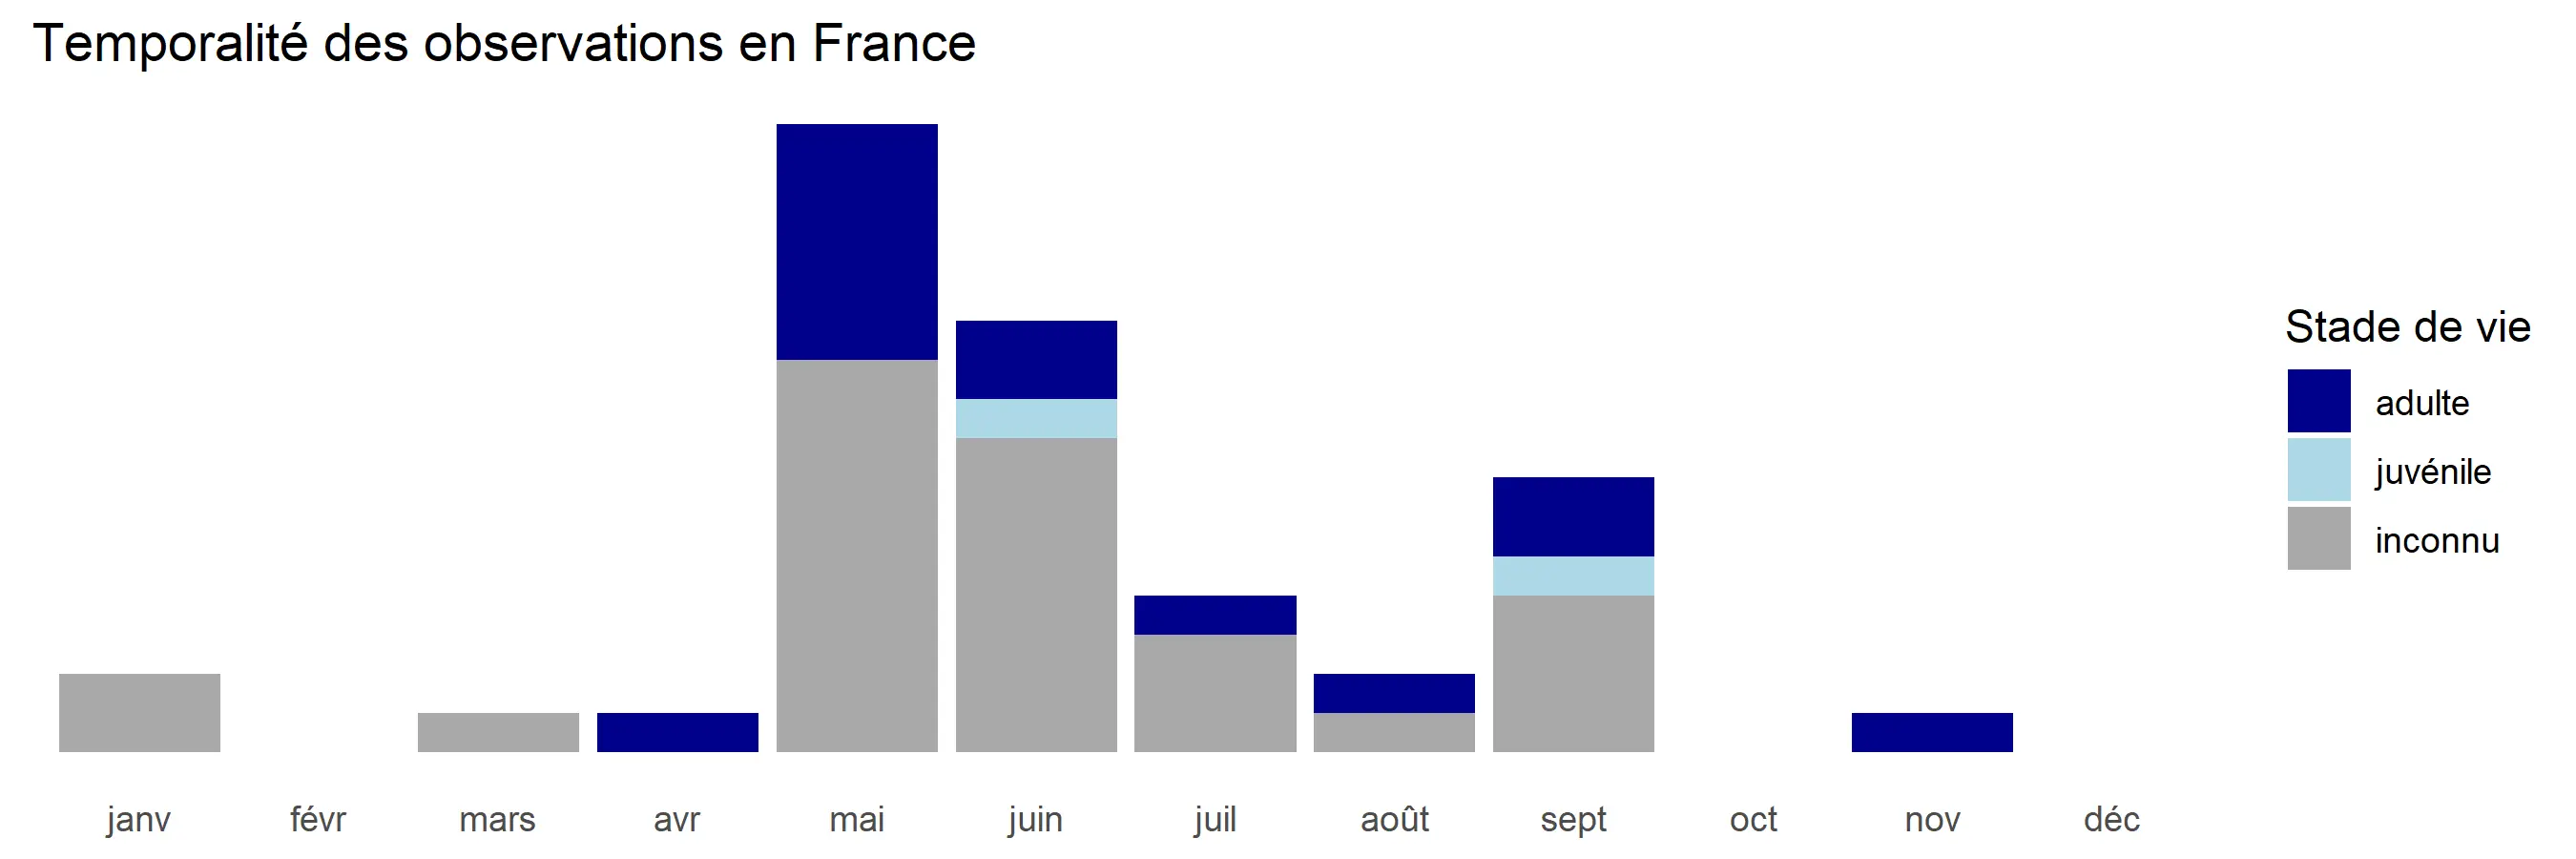 Temporalité des observations en France
Stade de vie
adulte
juvénile
inconnu
janv févr mars avr mai juin juil août sept oct nov déc